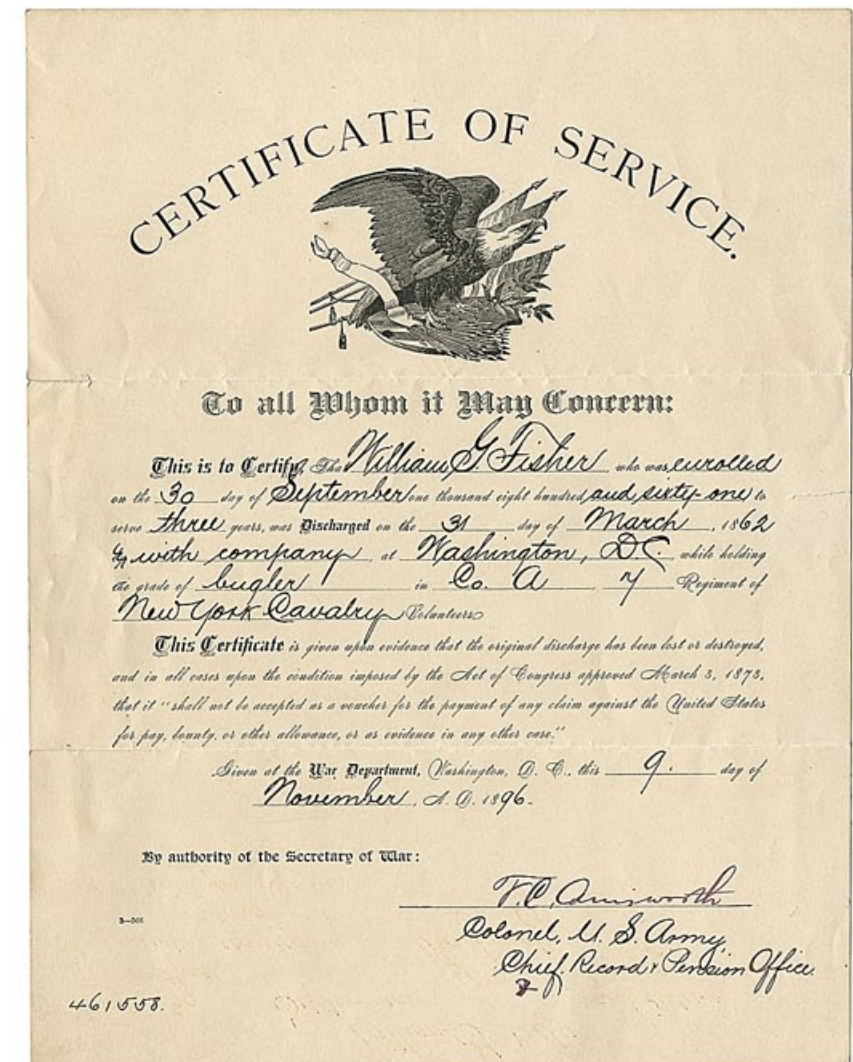 CERTIFICATE OF SERVICE.
To all Whom it May Concern:
This is to Certify, Tha William G. Fisher who was enrolled
on the 30 day of September one thousand eight hundred and sixty-one to
serve three years, was Discharged on the 31 day of March, 1862
with company at Washington, D.C. while holding
the grade of bugler in Co. A 7 Regiment of
New York Cavalry Volunteers
This Certificate is given upon evidence that the original discharge has been lost or destroyed,
and in all cases upon the condition imposed by the Act of Congress approved March 3, 1873,
that it "shall not be accepted as a voucher for the payment of any claim against the United States
for pay, bounty, or other allowance, or as evidence in any other case."
Given at the War Department, Washington, D. C., this 9. day of
November, A. D. 1896.
By authority of the Secretary of War:
F.C. Ainsworth
3—566
Colonel, U. S. Army,
Chief, Record & Pension Office.
461558.